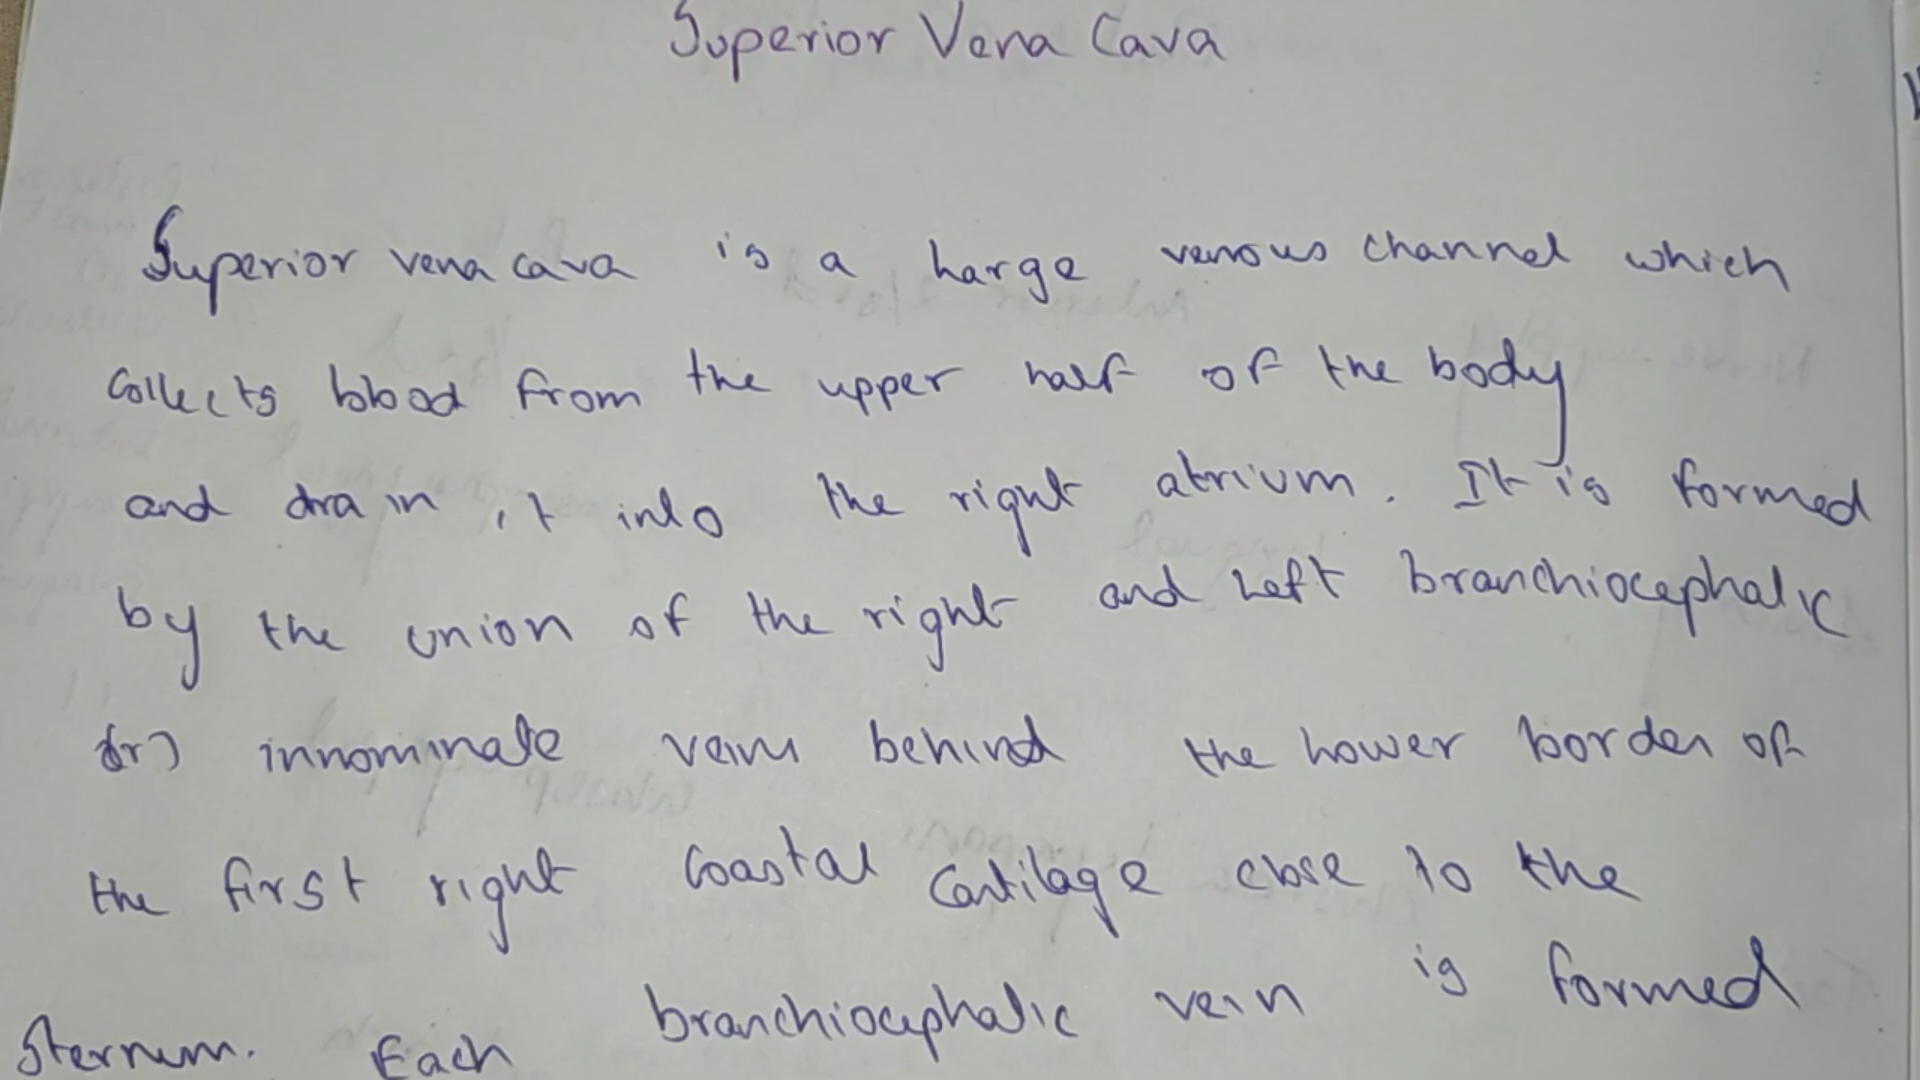 Superior Vena Cava
Superior vena cava is a large venous channel which
collects blood from the upper half of the body
and drain it into the right atrium. It is formed
by the union of the right and left branchiocephalic
(or) innominate veins behind the lower border of
the first right coastal cartilage close to the
sternum. Each branchiocephalic vein is formed